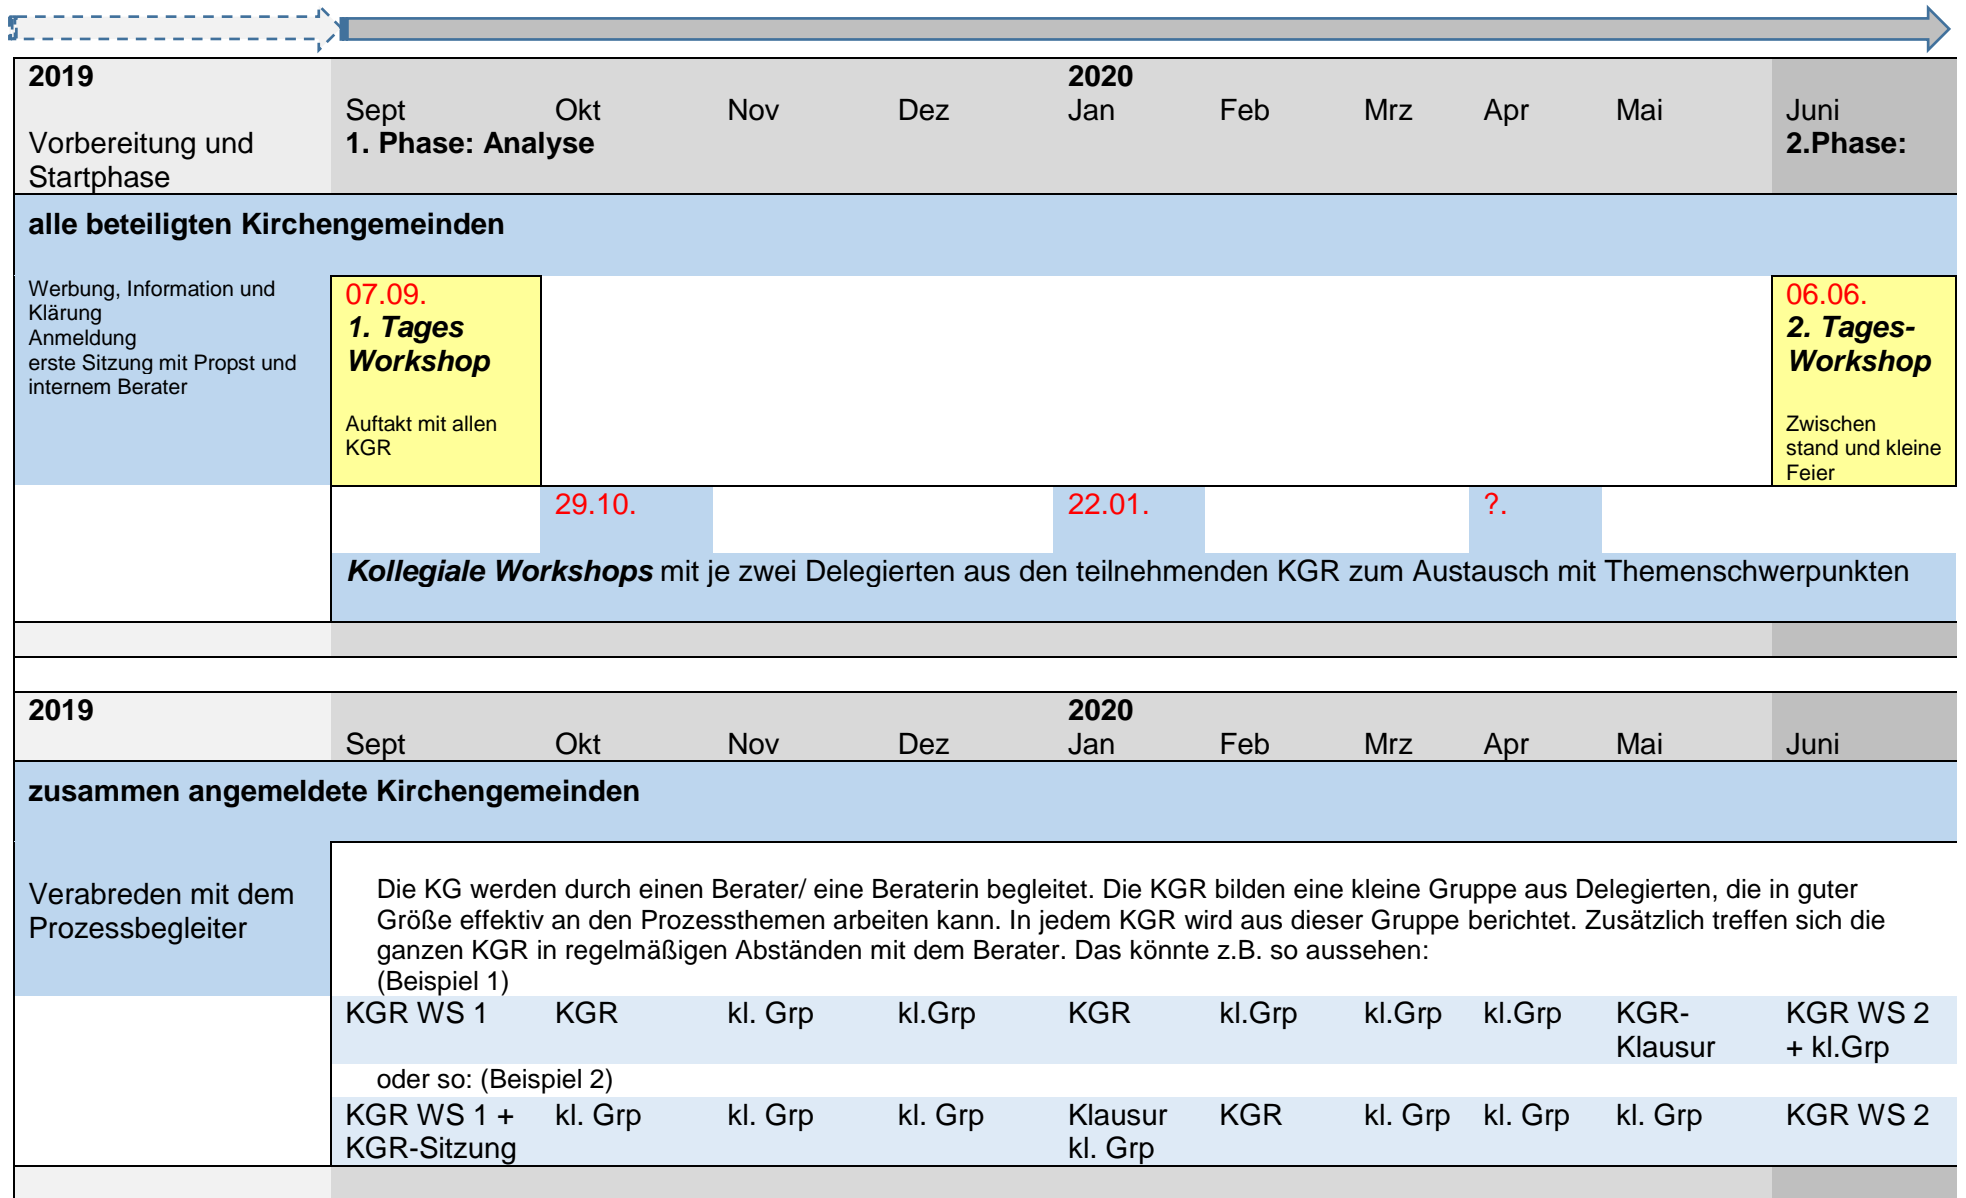 2019 2020
Sept Okt Nov Dez Jan Feb Mrz Apr Mai Juni
Vorbereitung und 1. Phase: Analyse 2.Phase:
Startphase
alle beteiligten Kirchengemeinden
Werbung, Information und
Klärung
Anmeldung
erste Sitzung mit Propst und
internem Berater
07.09.
1. Tages
Workshop
Auftakt mit allen
KGR
06.06.
2. Tages-
Workshop
Zwischen
stand und kleine
Feier
29.10. 22.01. ?.
Kollegiale Workshops mit je zwei Delegierten aus den teilnehmenden KGR zum Austausch mit Themenschwerpunkten
2019 2020
Sept Okt Nov Dez Jan Feb Mrz Apr Mai Juni
zusammen angemeldete Kirchengemeinden
Verabreden mit dem
Prozessbegleiter
Die KG werden durch einen Berater/ eine Beraterin begleitet. Die KGR bilden eine kleine Gruppe aus Delegierten, die in guter
Größe effektiv an den Prozessthemen arbeiten kann. In jedem KGR wird aus dieser Gruppe berichtet. Zusätzlich treffen sich die
ganzen KGR in regelmäßigen Abständen mit dem Berater. Das könnte z.B. so aussehen:
(Beispiel 1)
KGR WS 1 KGR kl. Grp kl.Grp KGR kl.Grp kl.Grp kl.Grp KGR- KGR WS 2
Klausur + kl.Grp
oder so: (Beispiel 2)
KGR WS 1 + kl. Grp kl. Grp kl. Grp Klausur KGR kl. Grp kl. Grp kl. Grp KGR WS 2
KGR-Sitzung kl. Grp